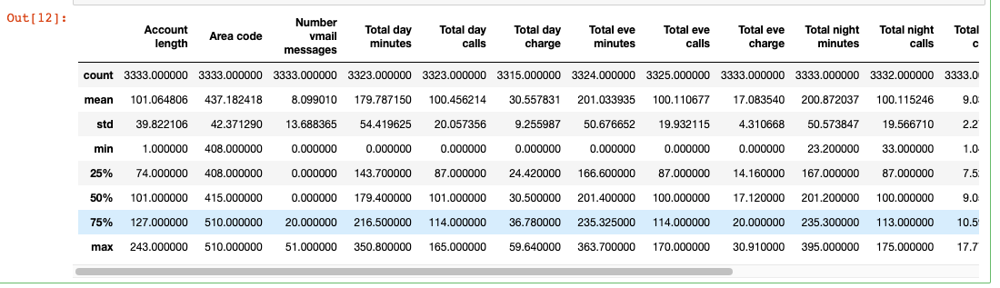 Out[12]:
Account length Area code Number vmail messages Total day minutes Total day calls Total day charge Total eve minutes Total eve calls Total eve charge Total night minutes Total night calls Total c
count 3333.000000 3333.000000 3333.000000 3323.000000 3323.000000 3315.000000 3324.000000 3325.000000 3333.000000 3333.000000 3332.000000 3333.0
mean 101.064806 437.182418 8.099010 179.787150 100.456214 30.557831 201.033935 100.110677 17.083540 200.872037 100.115246 9.0
std 39.822106 42.371290 13.688365 54.419625 20.057356 9.255987 50.676652 19.932115 4.310668 50.573847 19.566710 2.2
min 1.000000 408.000000 0.000000 0.000000 0.000000 0.000000 0.000000 0.000000 0.000000 23.200000 33.000000 1.0
25% 74.000000 408.000000 0.000000 143.700000 87.000000 24.420000 166.600000 87.000000 14.160000 167.000000 87.000000 7.5
50% 101.000000 415.000000 0.000000 179.400000 101.000000 30.500000 201.400000 100.000000 17.120000 201.200000 100.000000 9.0
75% 127.000000 510.000000 20.000000 216.500000 114.000000 36.780000 235.325000 114.000000 20.000000 235.300000 113.000000 10.5
max 243.000000 510.000000 51.000000 350.800000 165.000000 59.640000 363.700000 170.000000 30.910000 395.000000 175.000000 17.7